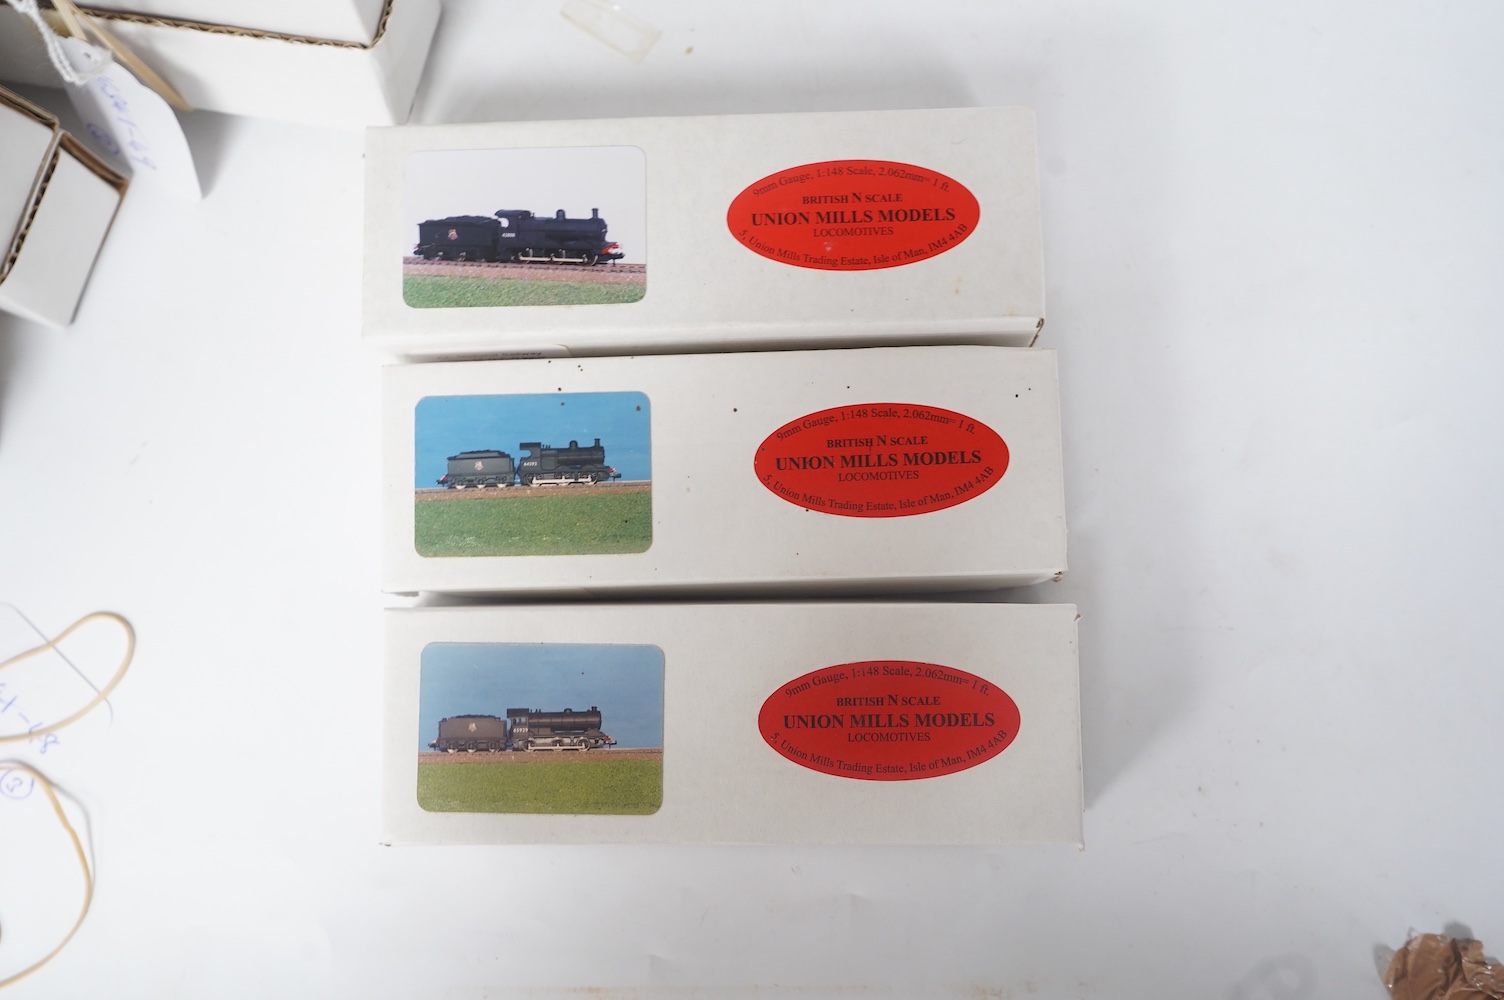 9mm Gauge, 1:148 Scale, 2.062mm= 1 ft.
BRITISH N SCALE
UNION MILLS MODELS
LOCOMOTIVES
5, Union Mills Trading Estate, Isle of Man, IM4 4AB
9mm Gauge, 1:148 Scale, 2.062mm= 1 ft.
BRITISH N SCALE
UNION MILLS MODELS
LOCOMOTIVES
5, Union Mills Trading Estate, Isle of Man, IM4 4AB
9mm Gauge, 1:148 Scale, 2.062mm= 1 ft.
BRITISH N SCALE
UNION MILLS MODELS
LOCOMOTIVES
5, Union Mills Trading Estate, Isle of Man, IM4 4AB